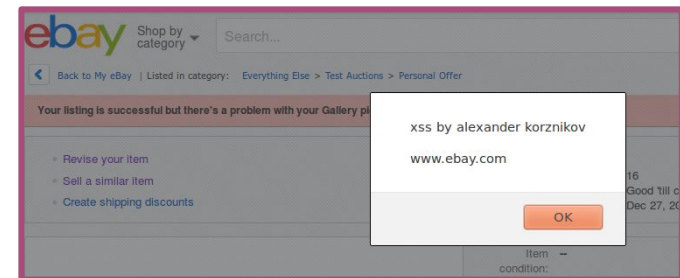 ebay Shop by category Search...
Back to My eBay | Listed in category: Everything Else > Test Auctions > Personal Offer
Your listing is successful but there's a problem with your Gallery pi
xss by alexander korznikov
www.ebay.com
OK
Revise your item
Sell a similar item
Create shipping discounts
16
Good 'till c
Dec 27, 20
Item condition: --